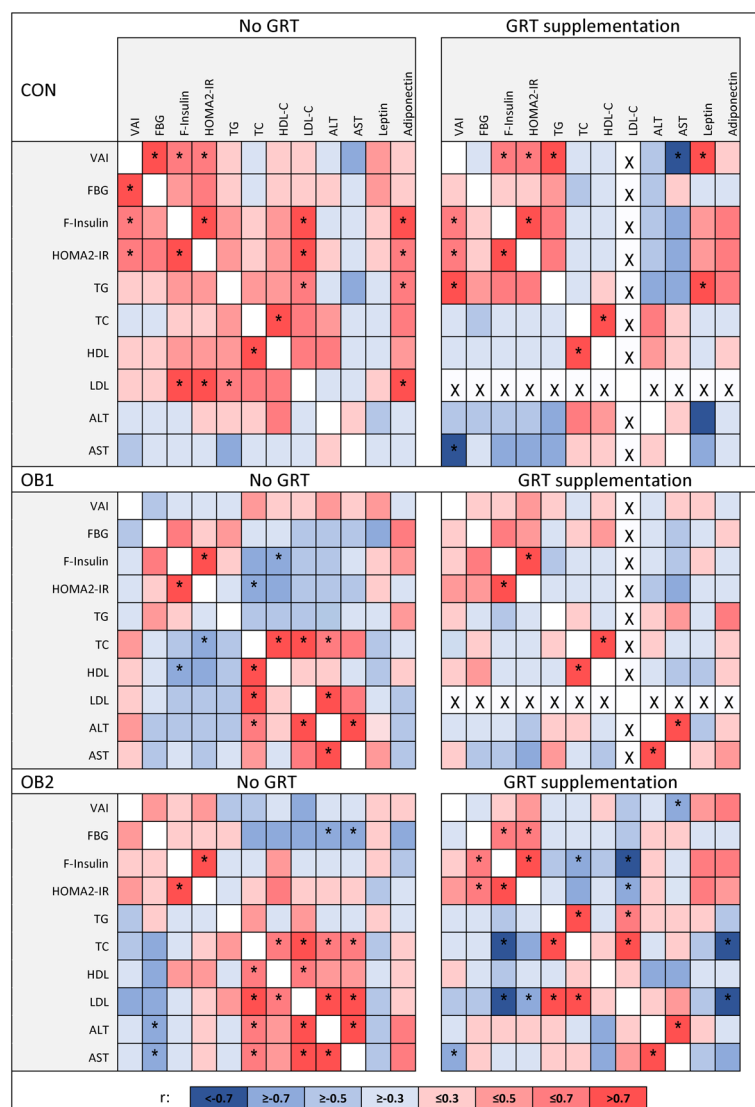 No GRT GRT supplementation
CON
VAI FBG F-Insulin HOMA2-IR TG TC HDL-C LDL-C ALT AST Leptin Adiponectin VAI FBG F-Insulin HOMA2-IR TG TC HDL-C LDL-C ALT AST Leptin Adiponectin
VAI * * * * * * X * *
FBG * X
F-Insulin * * * * * * X
HOMA2-IR * * * * * * X
TG * * * X *
TC * * X
HDL * * X
LDL * * * * X X X X X X X X X X X
ALT X
AST * X
OB1 No GRT GRT supplementation
VAI X
FBG X
F-Insulin * * * X
HOMA2-IR * * * X
TG X
TC * * * * * X
HDL * * * X
LDL * * X X X X X X X X X X X
ALT * * * X *
AST * X *
OB2 No GRT GRT supplementation
VAI *
FBG * * * *
F-Insulin * * * * *
HOMA2-IR * * * *
TG * *
TC * * * * * * * *
HDL * *
LDL * * * * * * * * *
ALT * * * * *
AST * * * * * *
r: <-0.7 ≥-0.7 ≥-0.5 ≥-0.3 ≤0.3 ≤0.5 ≤0.7 >0.7